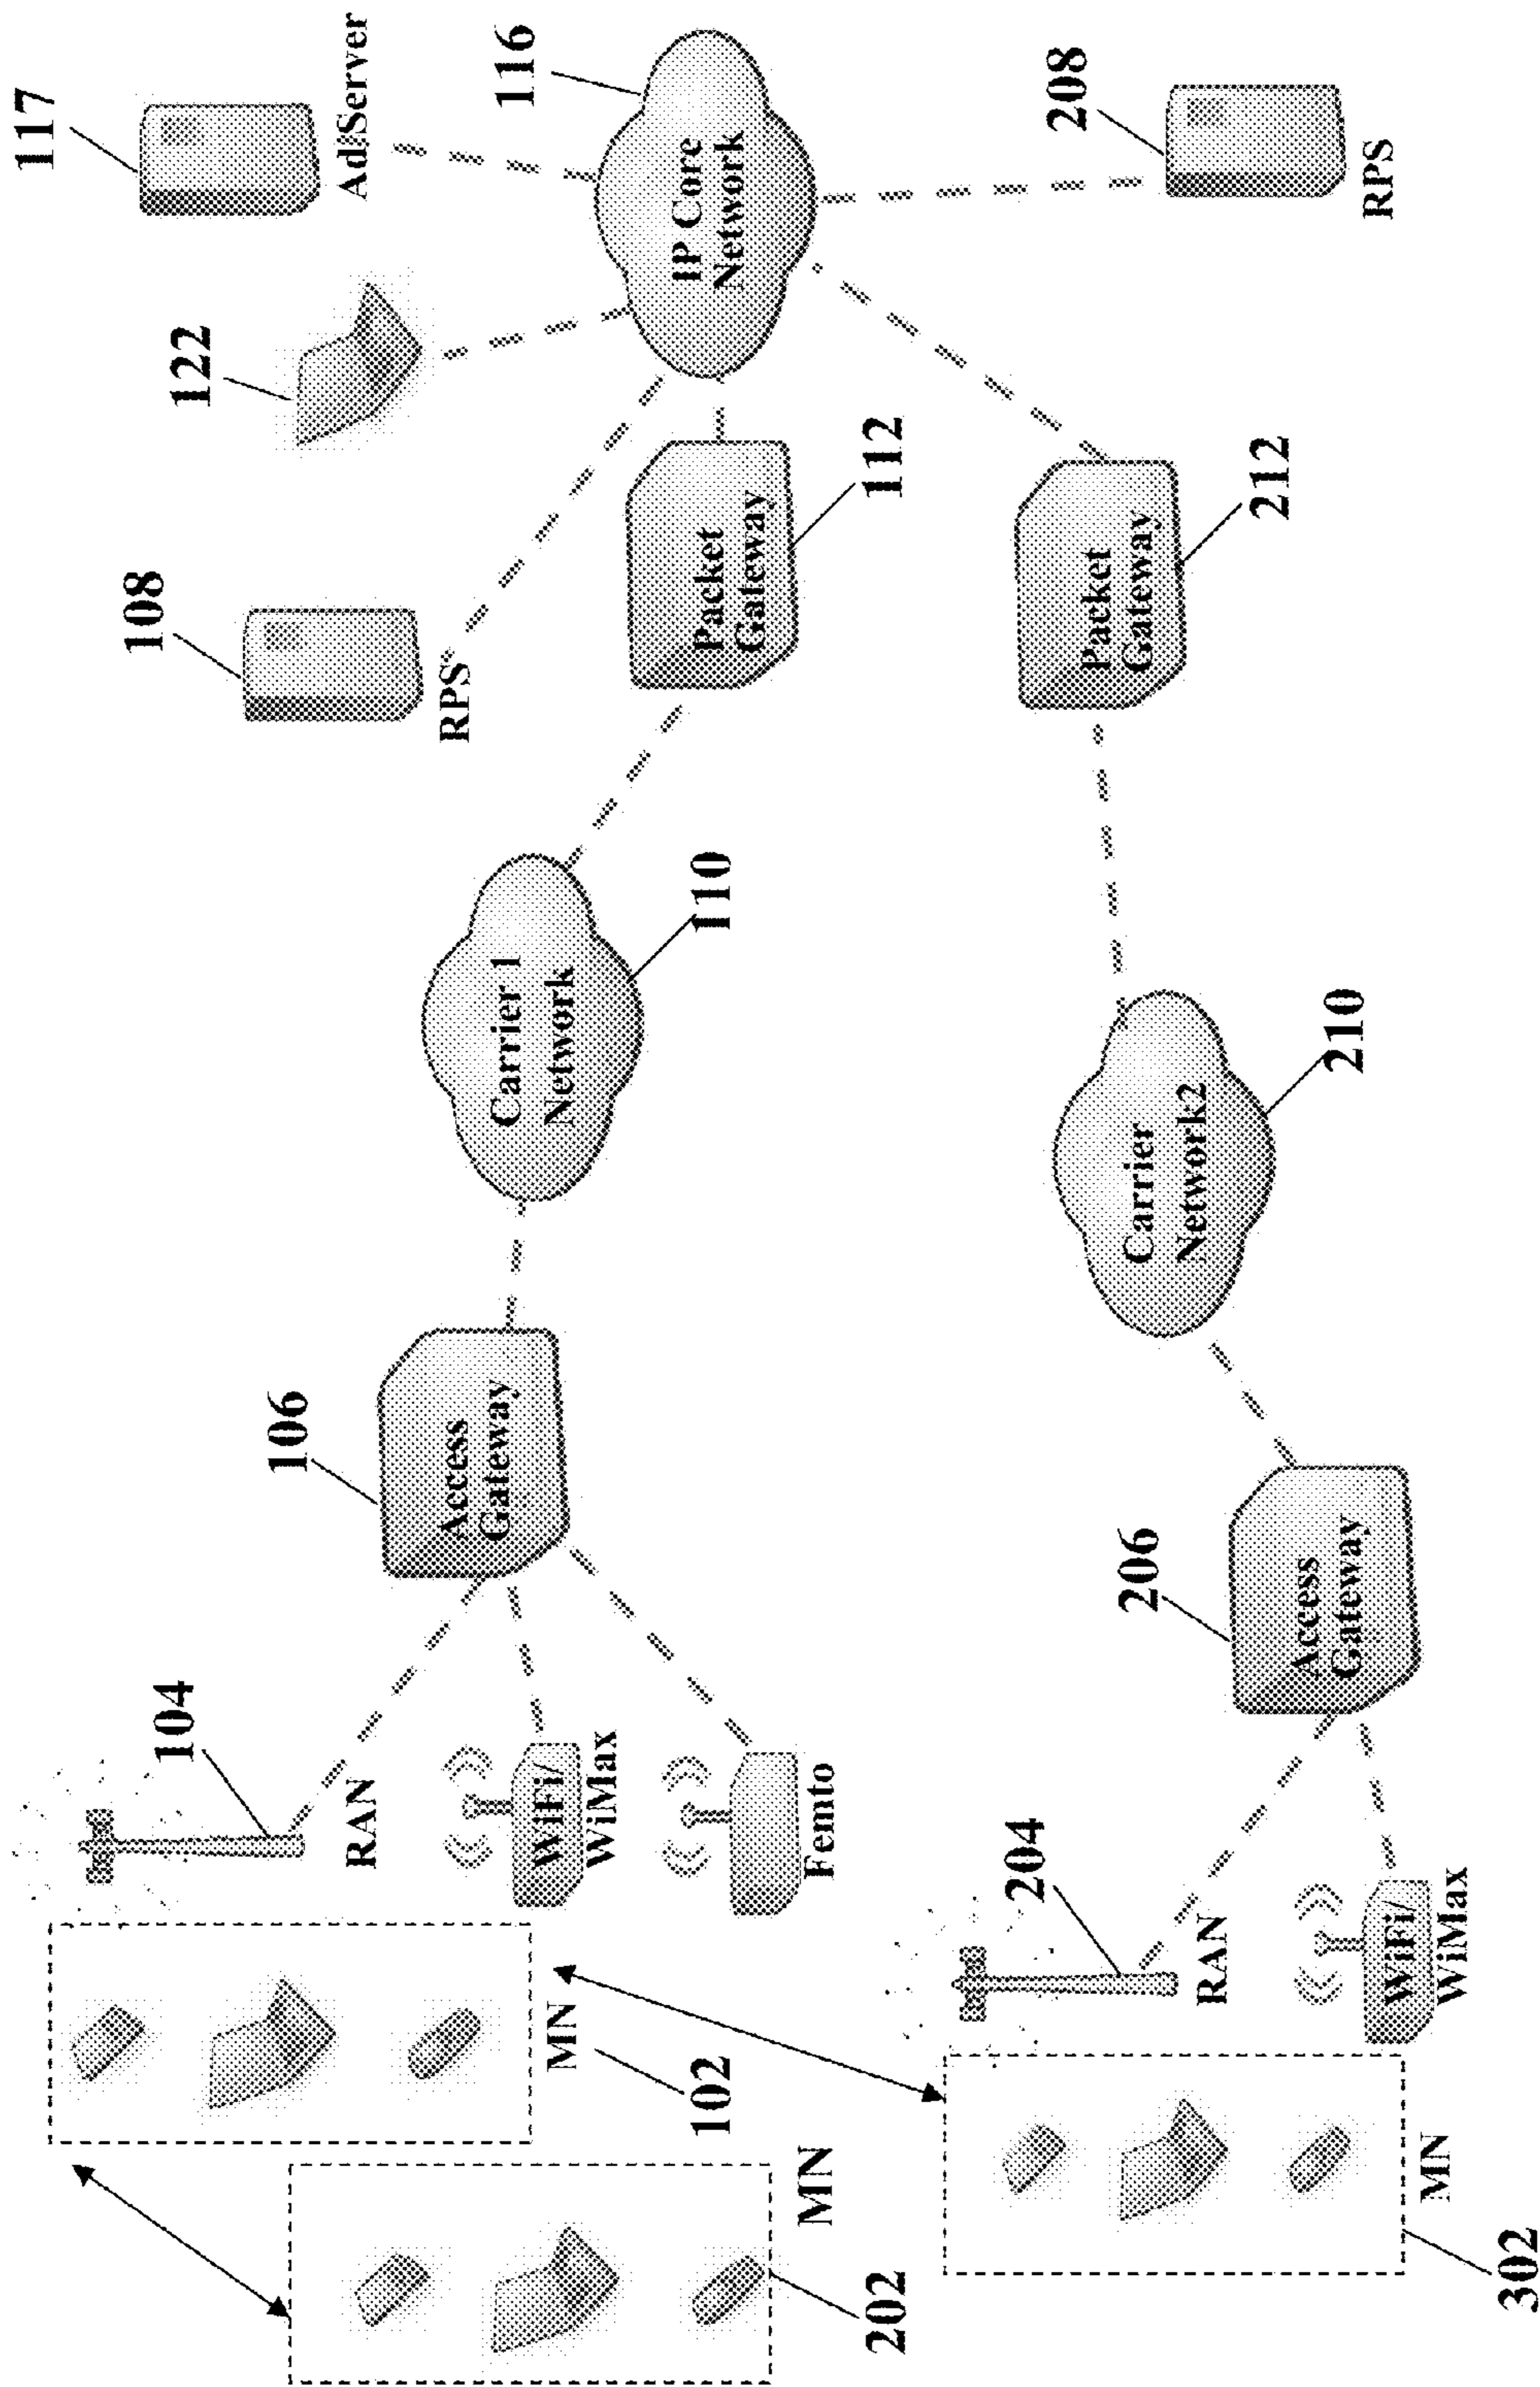 117
Ad/Server
116
122
IP Core
Network
208
RPS
108
RPS
Packet
Gateway
112
Packet
Gateway
212
Carrier 1
Network
110
Carrier
Network2
210
106
Access
Gateway
206
Access
Gateway
104
RAN
WiFi/
WiMax
Femto
204
RAN
WiFi/
WiMax
MN
102
MN
202
MN
302